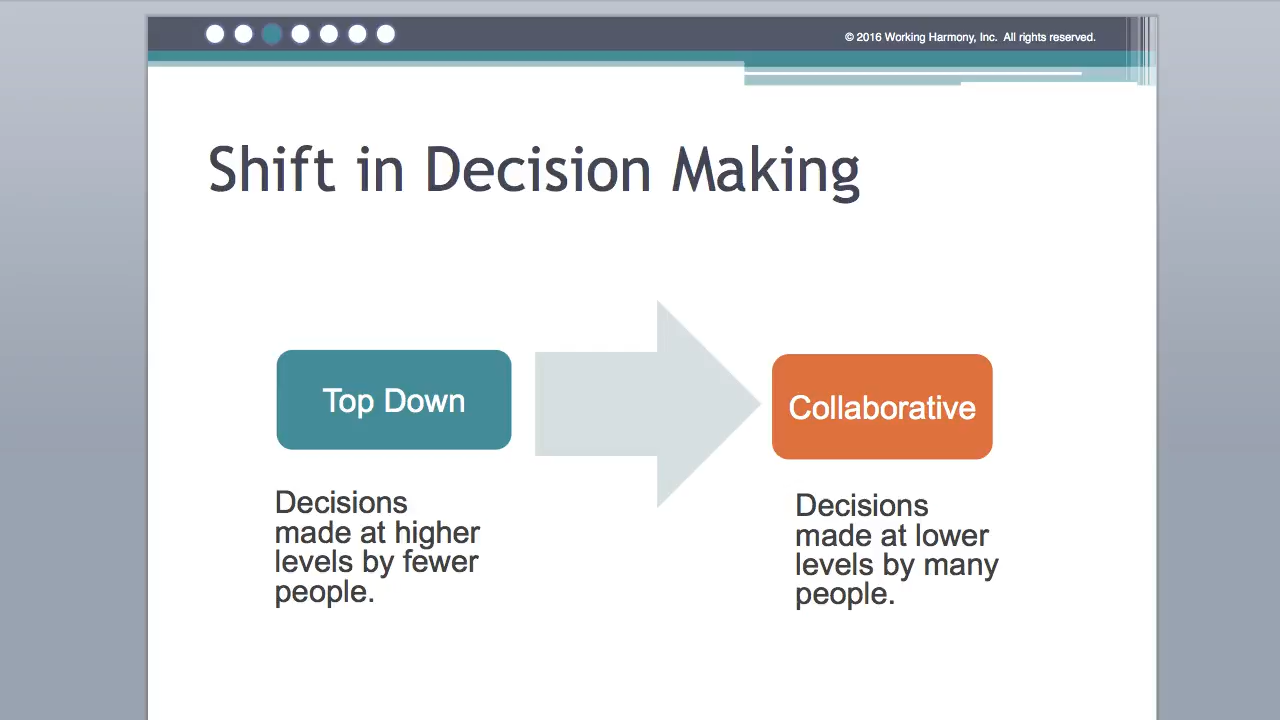 © 2016 Working Harmony, Inc. All rights reserved.
Shift in Decision Making
Top Down
Collaborative
Decisions
made at higher
levels by fewer
people.
Decisions
made at lower
levels by many
people.